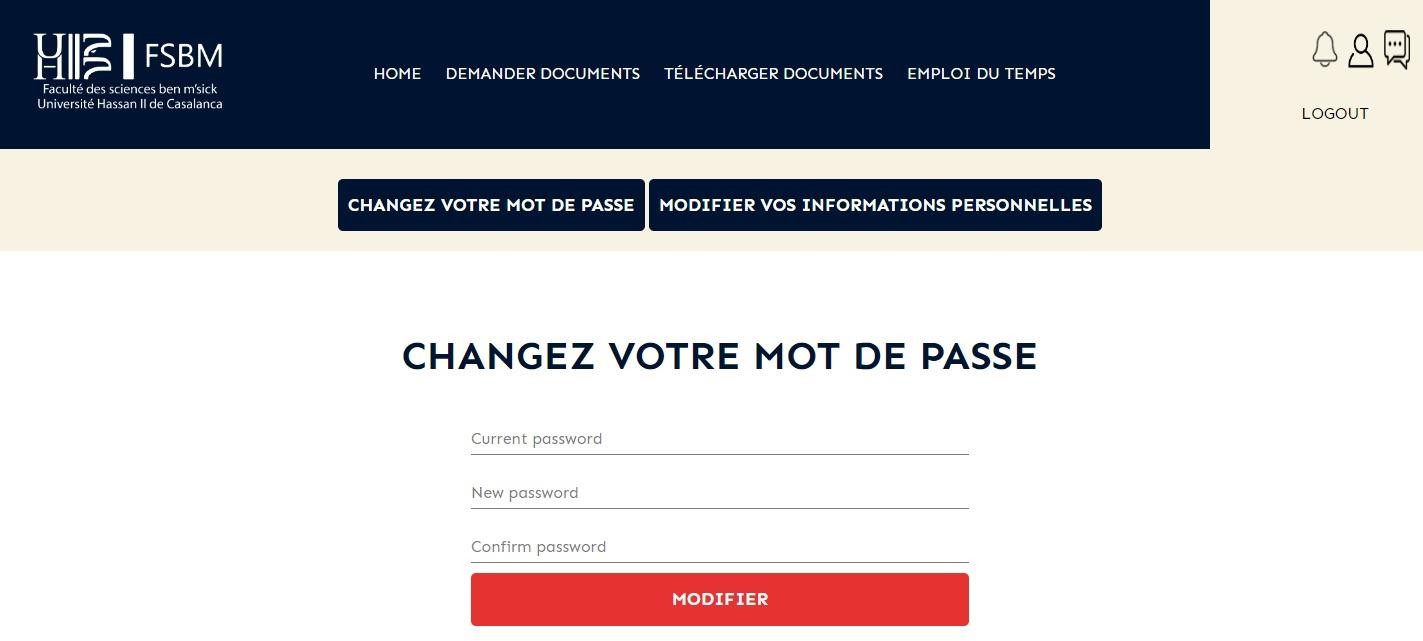 FSBM
Faculté des sciences ben m'sick
Université Hassan II de Casalanca
HOME DEMANDER DOCUMENTS TÉLÉCHARGER DOCUMENTS EMPLOI DU TEMPS
LOGOUT
CHANGEZ VOTRE MOT DE PASSE MODIFIER VOS INFORMATIONS PERSONNELLES
CHANGEZ VOTRE MOT DE PASSE
Current password
New password
Confirm password
MODIFIER